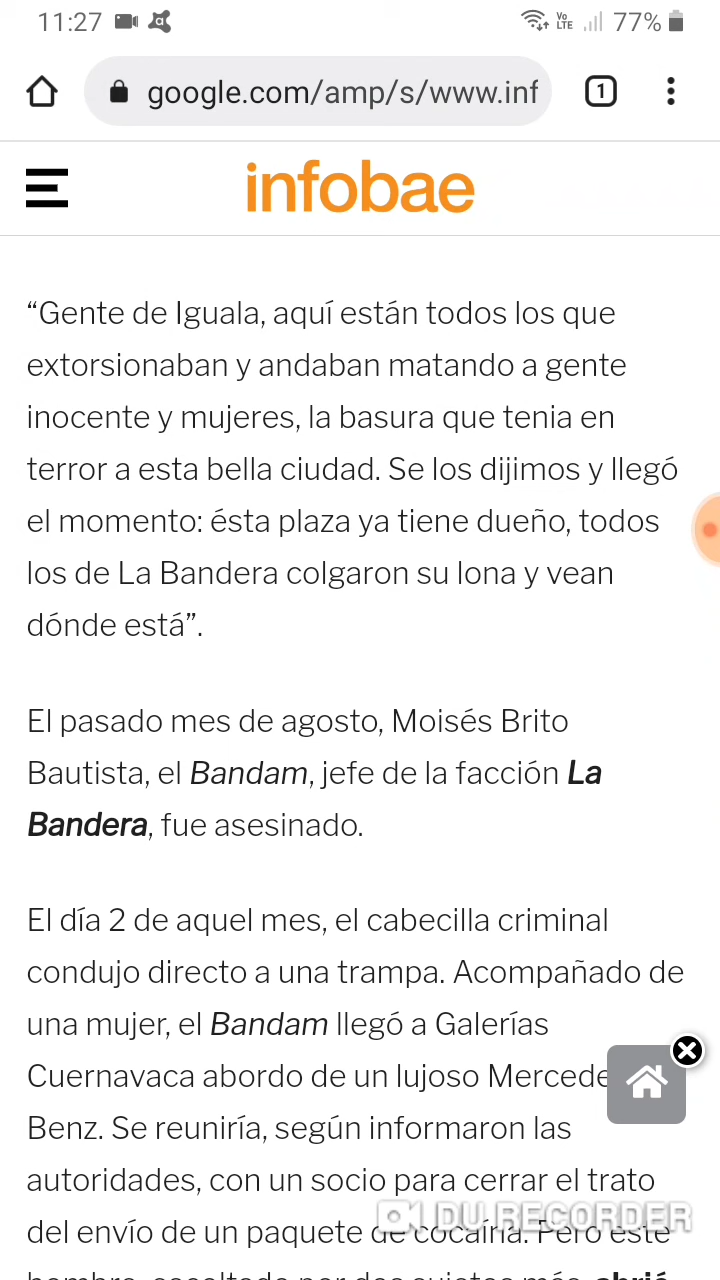 11:27
Vo LTE 77%
google.com/amp/s/www.inf
1
infobae
“Gente de Iguala, aquí están todos los que
extorsionaban y andaban matando a gente
inocente y mujeres, la basura que tenia en
terror a esta bella ciudad. Se los dijimos y llegó
el momento: ésta plaza ya tiene dueño, todos
los de La Bandera colgaron su lona y vean
dónde está”.
El pasado mes de agosto, Moisés Brito
Bautista, el Bandam, jefe de la facción La
Bandera, fue asesinado.
El día 2 de aquel mes, el cabecilla criminal
condujo directo a una trampa. Acompañado de
una mujer, el Bandam llegó a Galerías
Cuernavaca abordo de un lujoso Mercede
Benz. Se reuniría, según informaron las
autoridades, con un socio para cerrar el trato
del envío de un paquete de cocaína. Pero este
DU RECORDER